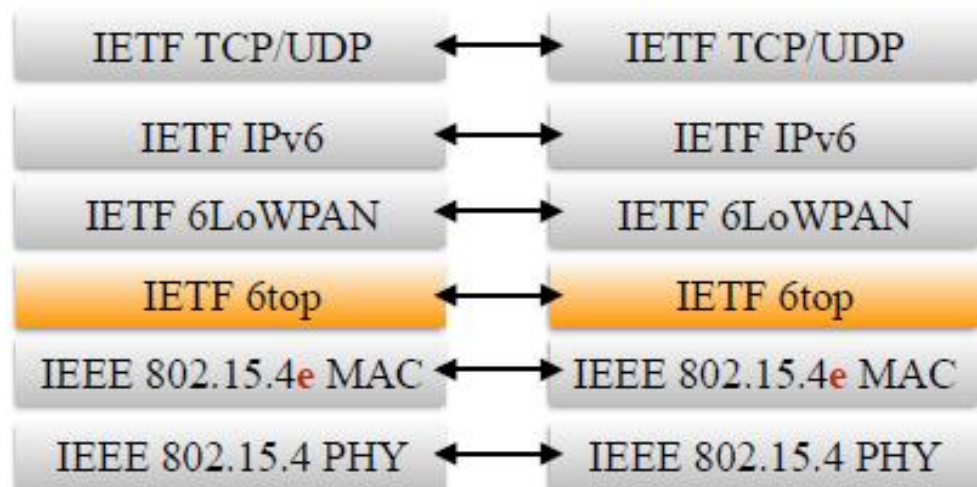 IETF TCP/UDP IETF TCP/UDP
IETF IPv6 IETF IPv6
IETF 6LoWPAN IETF 6LoWPAN
IETF 6top IETF 6top
IEEE 802.15.4e MAC IEEE 802.15.4e MAC
IEEE 802.15.4 PHY IEEE 802.15.4 PHY